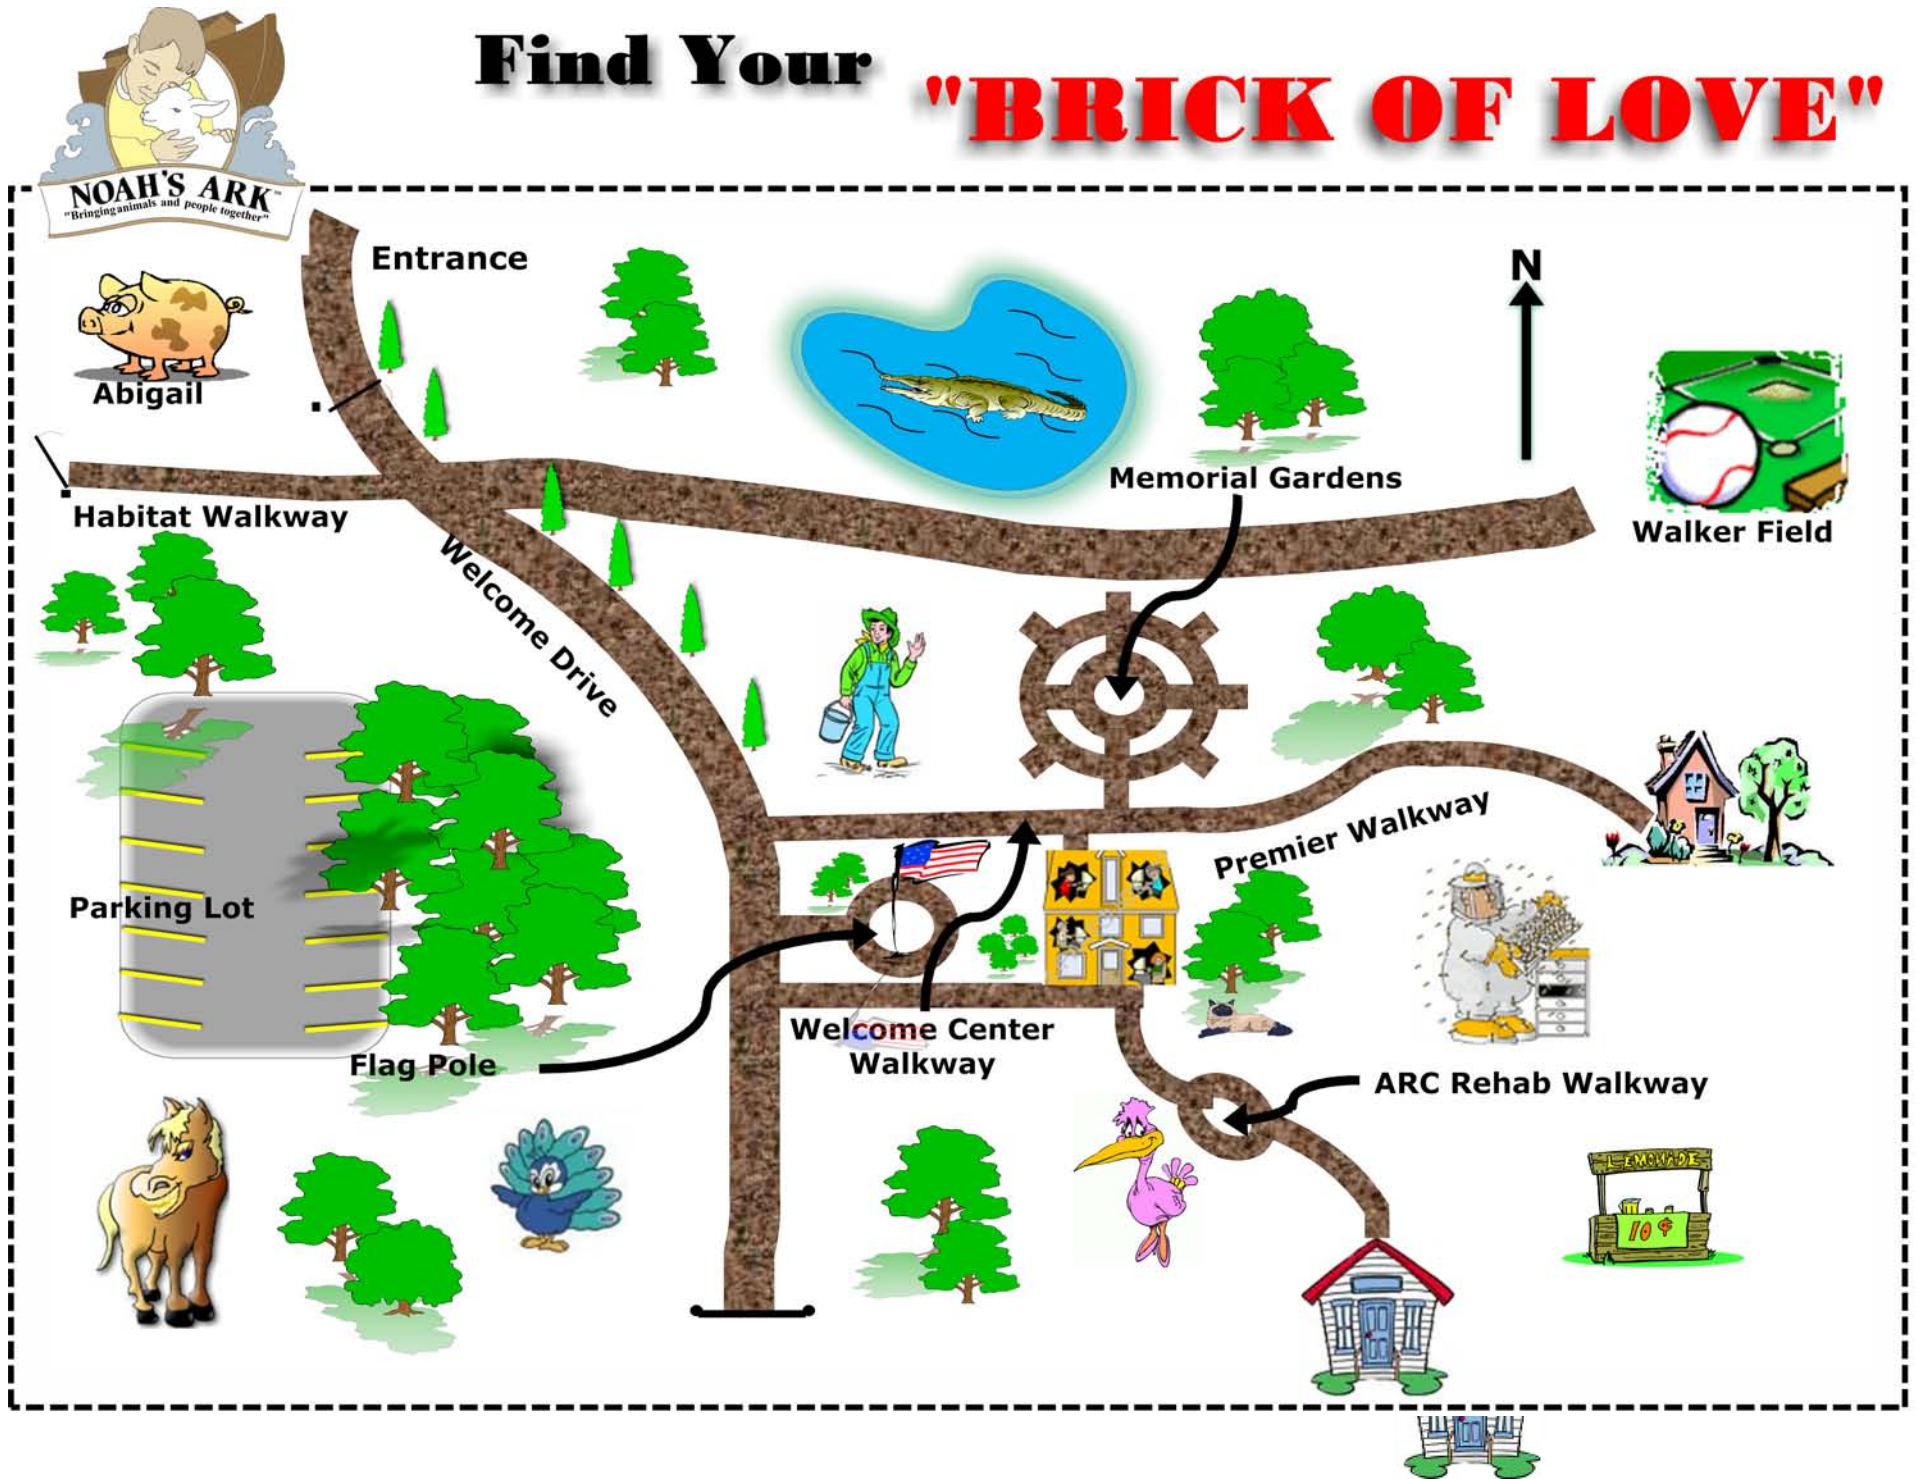 Find Your
"BRICK OF LOVE"
NOAH'S ARK
"Bringing animals and people together"
Entrance
N
Abigail
Memorial Gardens
Habitat Walkway
Walker Field
Welcome Drive
Premier Walkway
Parking Lot
Welcome Center
Walkway
Flag Pole
ARC Rehab Walkway
LEMONADE
10 ¢